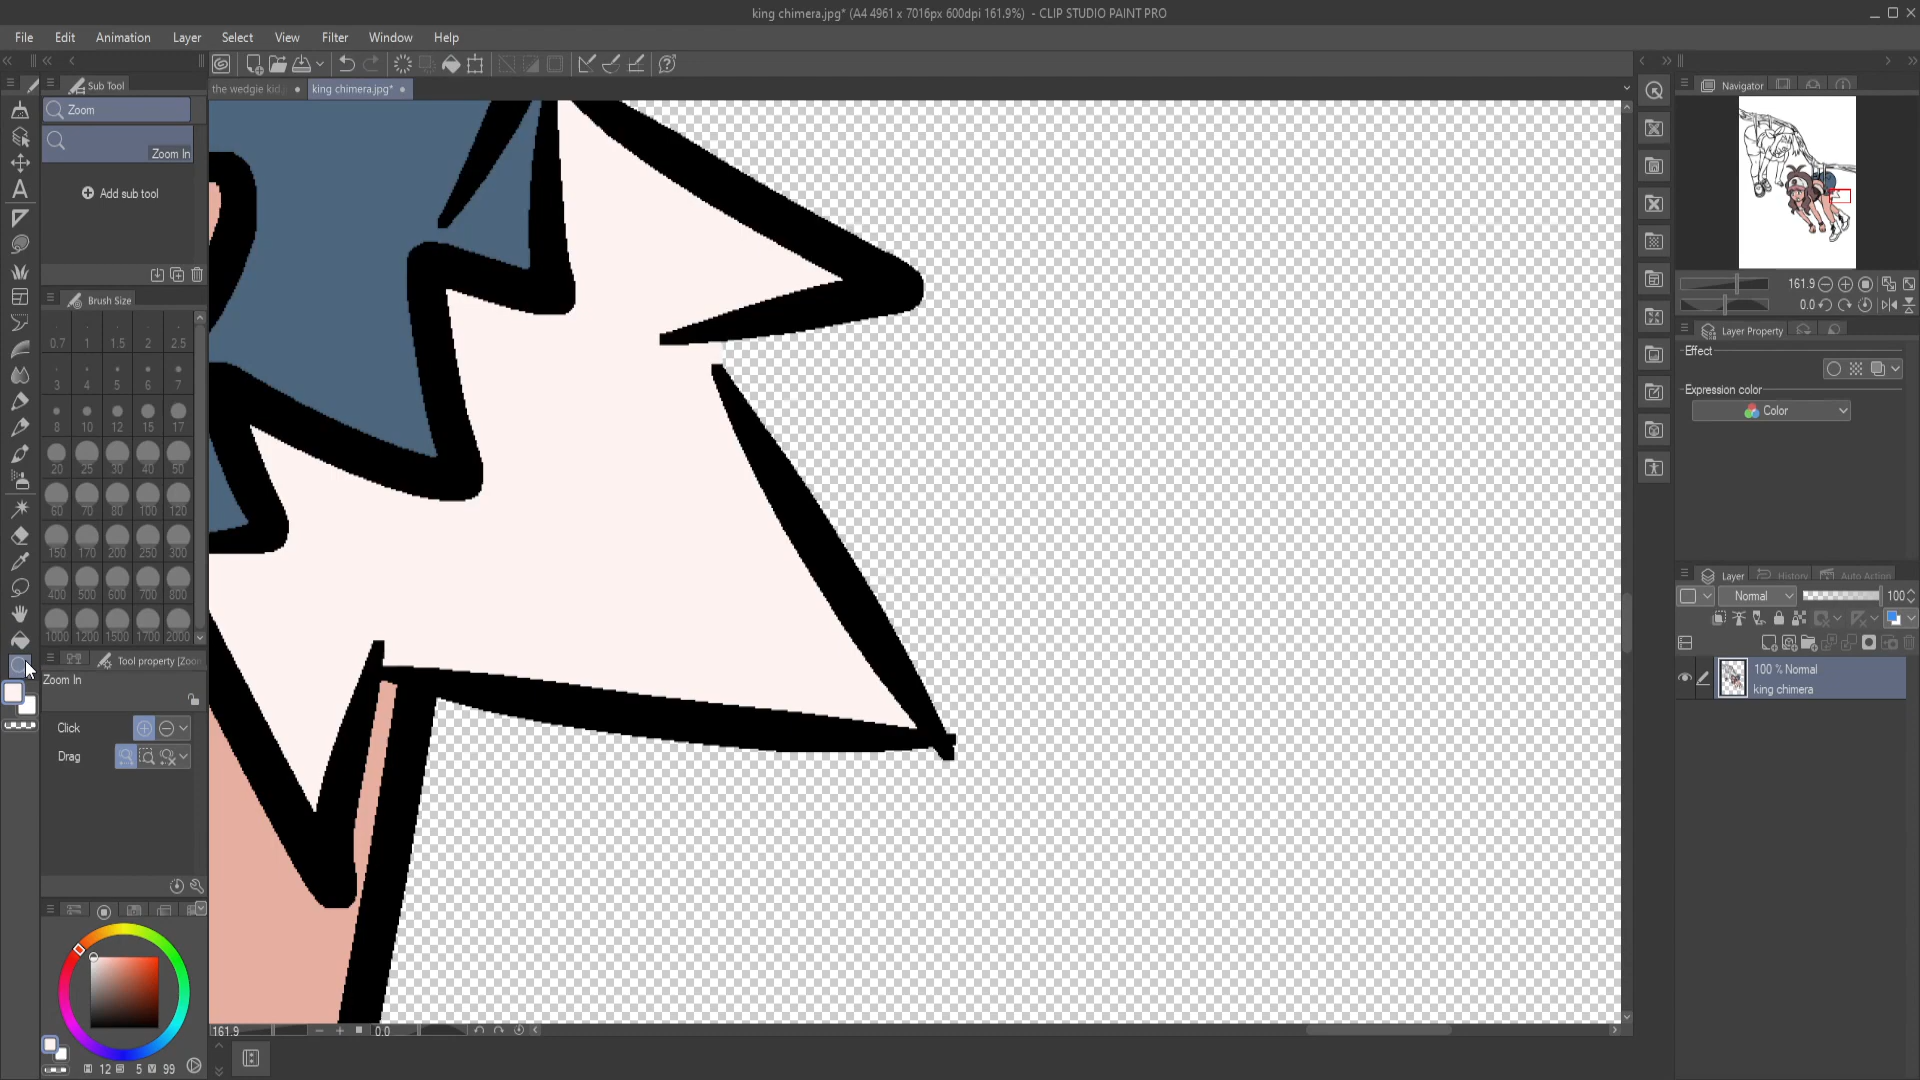 king chimera.jpg* (A4 4961 x 7016px 600dpi 161.9%) - CLIP STUDIO PAINT PRO
File Edit Animation Layer Select View Filter Window Help
Sub Tool
the wedgie kid.
king chimera.jpg*
Navigator
Zoom
Zoom In
Add sub tool
161.9
0.0
Brush Size
0.7 1 1.5 2 2.5
3 4 5 6 7
8 10 12 15 17
20 25 30 40 50
60 70 80 100 120
150 170 200 250 300
400 500 600 700 800
1000 1200 1500 1700 2000
Layer Property
Effect
Expression color
Color
Layer History Auto Action
Normal 100
100 % Normal
king chimera
Tool property [Zoo
Zoom In
Click
Drag
12 5 99
161.9 0.0